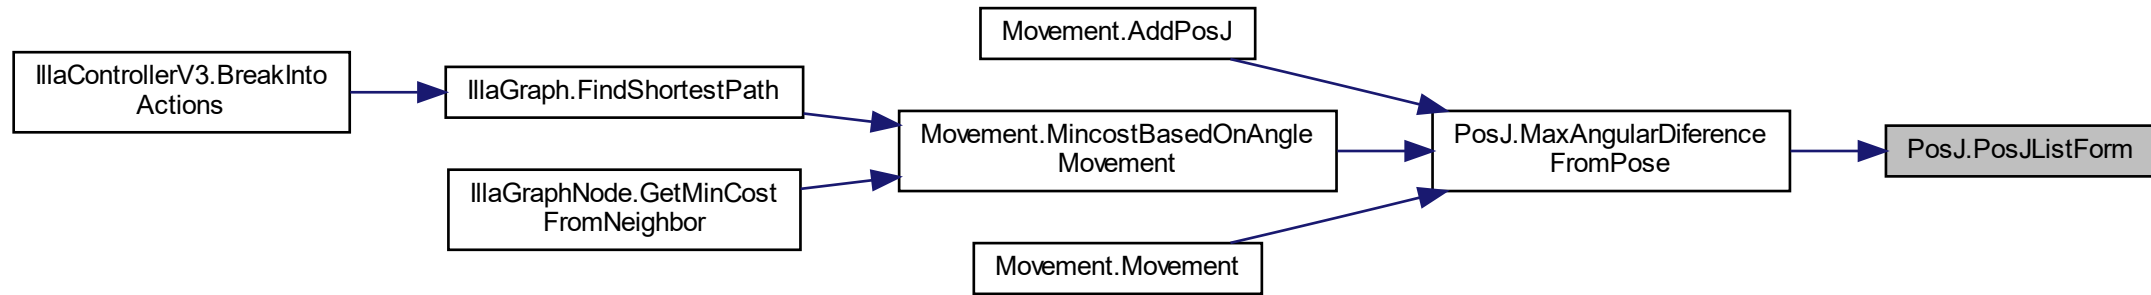 IllaControllerV3.BreakInto
Actions
IllaGraph.FindShortestPath
IllaGraphNode.GetMinCost
FromNeighbor
Movement.MincostBasedOnAngle
Movement
Movement.AddPosJ
Movement.Movement
PosJ.MaxAngularDiference
FromPose
PosJ.PosJListForm